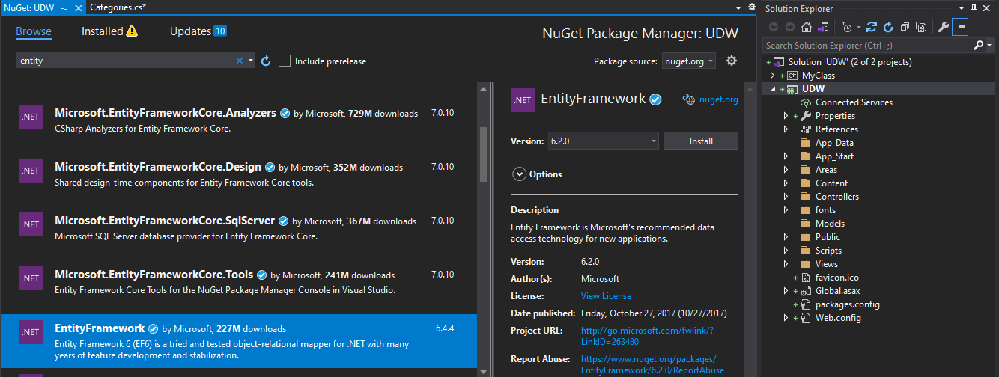 NuGet: UDW
Categories.cs*
Browse
Installed
Updates 10
NuGet Package Manager: UDW
entity
Include prerelease
Package source: nuget.org
.NET
Microsoft.EntityFrameworkCore.Analyzers by Microsoft, 729M downloads
7.0.10
CSharp Analyzers for Entity Framework Core.
.NET
Microsoft.EntityFrameworkCore.Design by Microsoft, 352M downloads
7.0.10
Shared design-time components for Entity Framework Core tools.
.NET
Microsoft.EntityFrameworkCore.SqlServer by Microsoft, 367M downloads
7.0.10
Microsoft SQL Server database provider for Entity Framework Core.
.NET
Microsoft.EntityFrameworkCore.Tools by Microsoft, 241M downloads
7.0.10
Entity Framework Core Tools for the NuGet Package Manager Console in Visual Studio.
.NET
EntityFramework by Microsoft, 227M downloads
6.4.4
Entity Framework 6 (EF6) is a tried and tested object-relational mapper for .NET with many
years of feature development and stabilization.
.NET
EntityFramework
nuget.org
Version: 6.2.0
Install
Options
Description
Entity Framework is Microsoft's recommended data
access technology for new applications.
Version: 6.2.0
Author(s): Microsoft
License: View License
Date published: Friday, October 27, 2017 (10/27/2017)
Project URL: http://go.microsoft.com/fwlink/?
LinkID=263480
Report Abuse: https://www.nuget.org/packages/
EntityFramework/6.2.0/ReportAbuse
Solution Explorer
Search Solution Explorer (Ctrl+;)
Solution 'UDW' (2 of 2 projects)
C# MyClass
UDW
Connected Services
Properties
References
App_Data
App_Start
Areas
Content
Controllers
fonts
Models
Public
Scripts
Views
favicon.ico
Global.asax
packages.config
Web.config